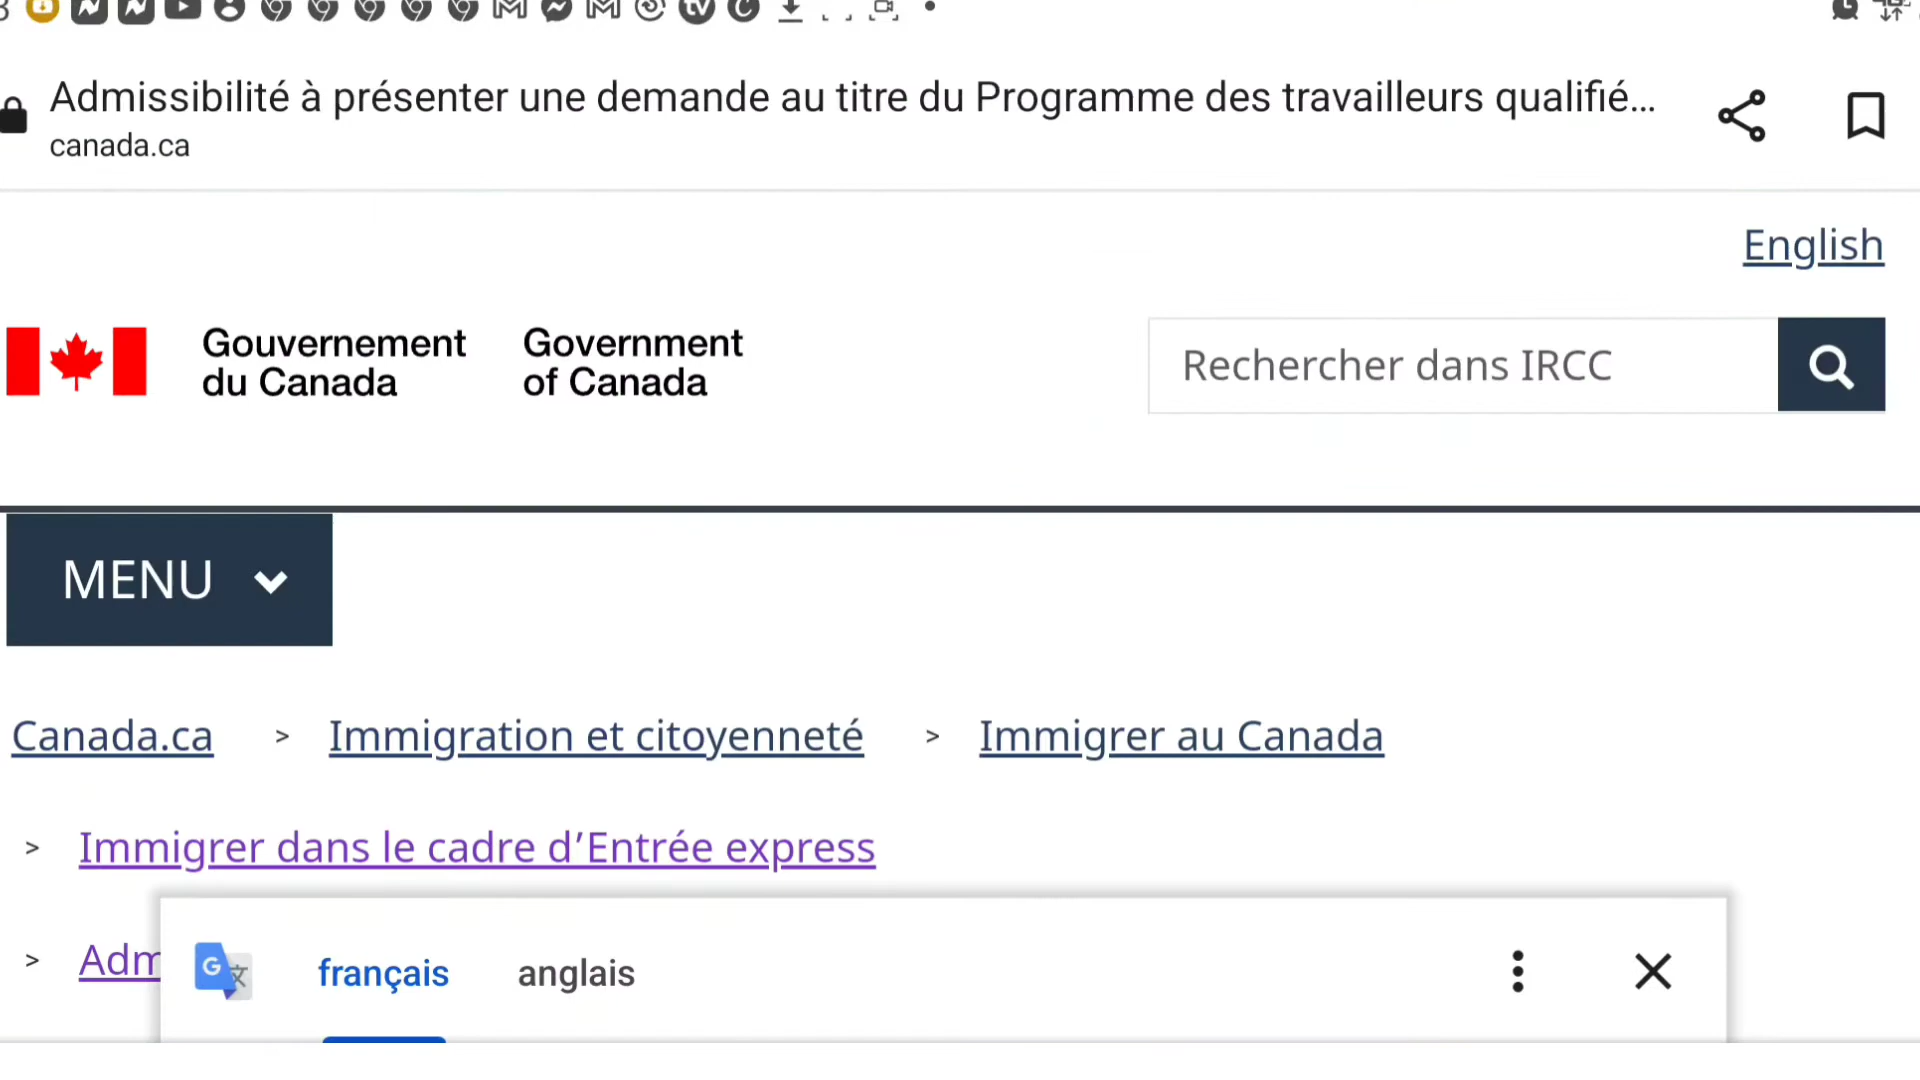 Admissibilité à présenter une demande au titre du Programme des travailleurs qualifié...
canada.ca
English
Gouvernement du Canada
Government of Canada
Rechercher dans IRCC
MENU
Canada.ca > Immigration et citoyenneté > Immigrer au Canada
> Immigrer dans le cadre d’Entrée express
> Adm
français anglais